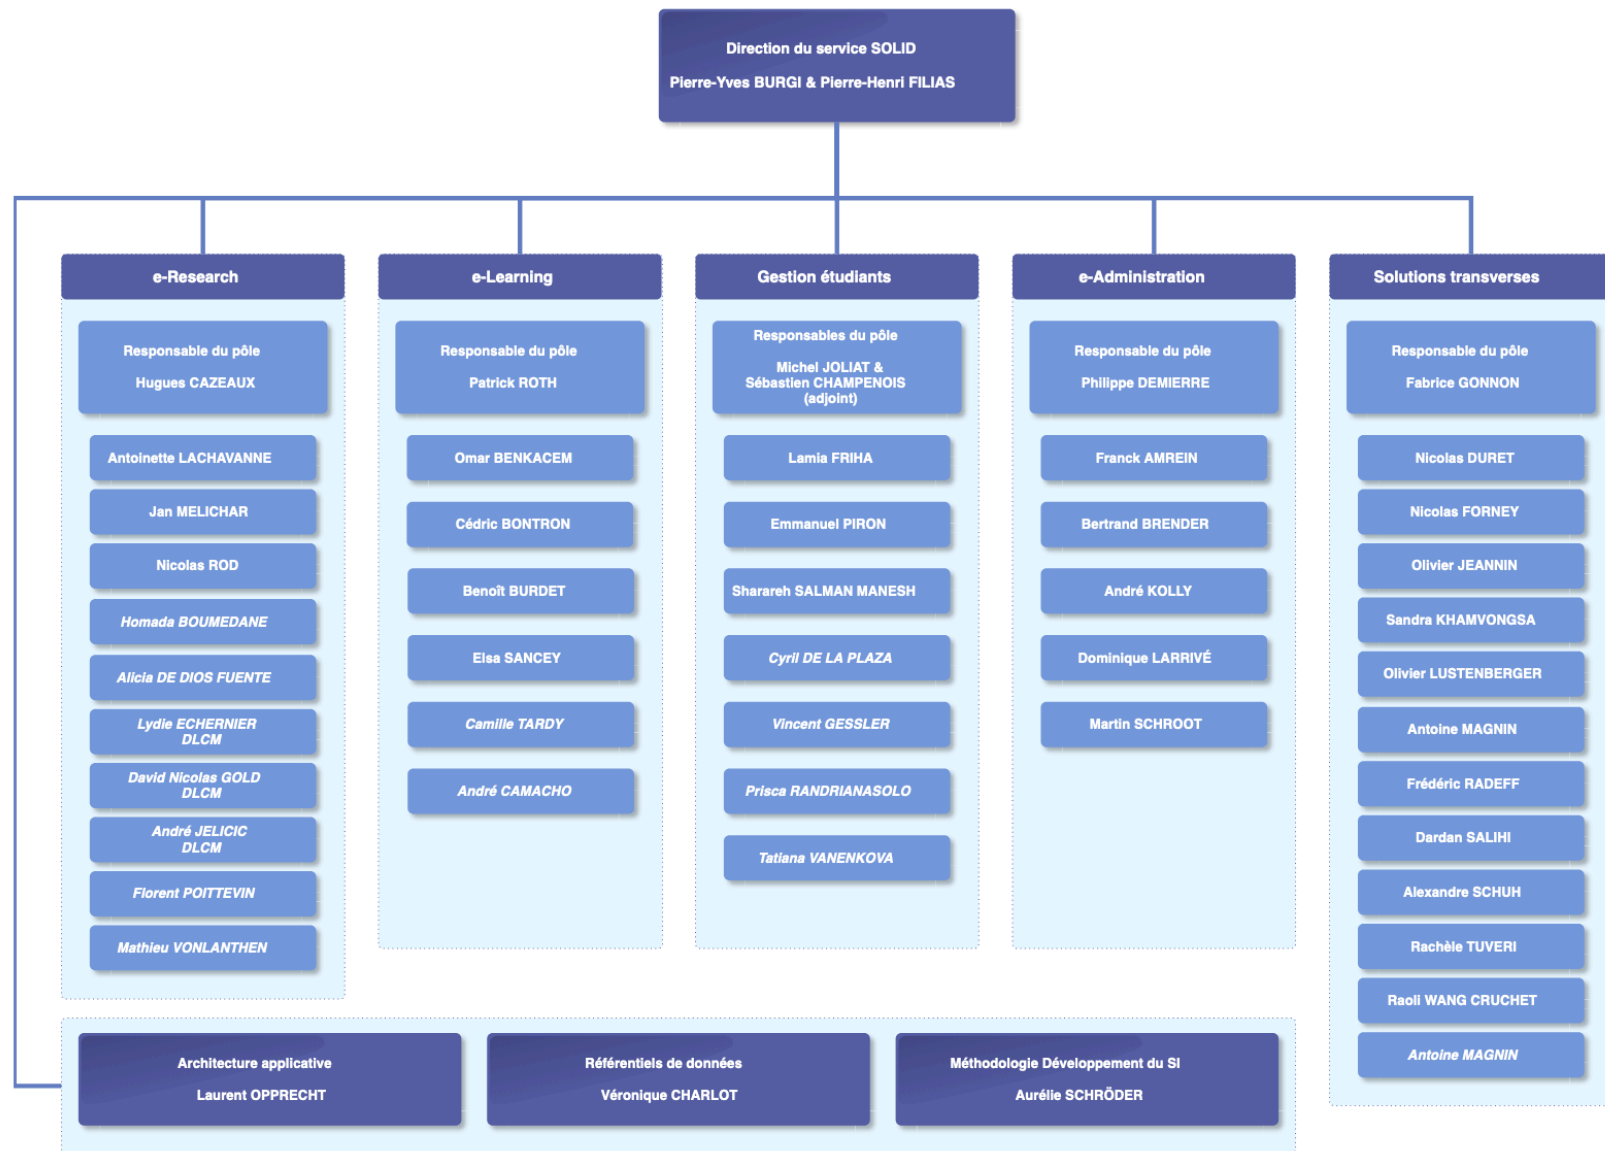 Direction du service SOLID
Pierre-Yves BURGI & Pierre-Henri FILIAS
e-Research
Responsable du pôle
Hugues CAZEAUX
Antoinette LACHAVANNE
Jan MELICHAR
Nicolas ROD
Homada BOUMEDANE
Alicia DE DIOS FUENTE
Lydie ECHERNIER
DLCM
David Nicolas GOLD
DLCM
André JELICIC
DLCM
Florent POITTEVIN
Mathieu VONLANTHEN
e-Learning
Responsable du pôle
Patrick ROTH
Omar BENKACEM
Cédric BONTRON
Benoît BURDET
Elsa SANCEY
Camille TARDY
André CAMACHO
Gestion étudiants
Responsables du pôle
Michel JOLIAT &
Sébastien CHAMPENOIS
(adjoint)
Lamia FRIHA
Emmanuel PIRON
Sharareh SALMAN MANESH
Cyril DE LA PLAZA
Vincent GESSLER
Prisca RANDRIANASOLO
Tatiana VANENKOVA
e-Administration
Responsable du pôle
Philippe DEMIERRE
Franck AMREIN
Bertrand BRENDER
André KOLLY
Dominique LARRIVÉ
Martin SCHROOT
Solutions transverses
Responsable du pôle
Fabrice GONNON
Nicolas DURET
Nicolas FORNEY
Olivier JEANNIN
Sandra KHAMVONGSA
Olivier LUSTENBERGER
Antoine MAGNIN
Frédéric RADEFF
Dardan SALIHI
Alexandre SCHUH
Rachèle TUVERI
Raoli WANG CRUCHET
Antoine MAGNIN
Architecture applicative
Laurent OPPRECHT
Référentiels de données
Véronique CHARLOT
Méthodologie Développement du SI
Aurélie SCHRÖDER